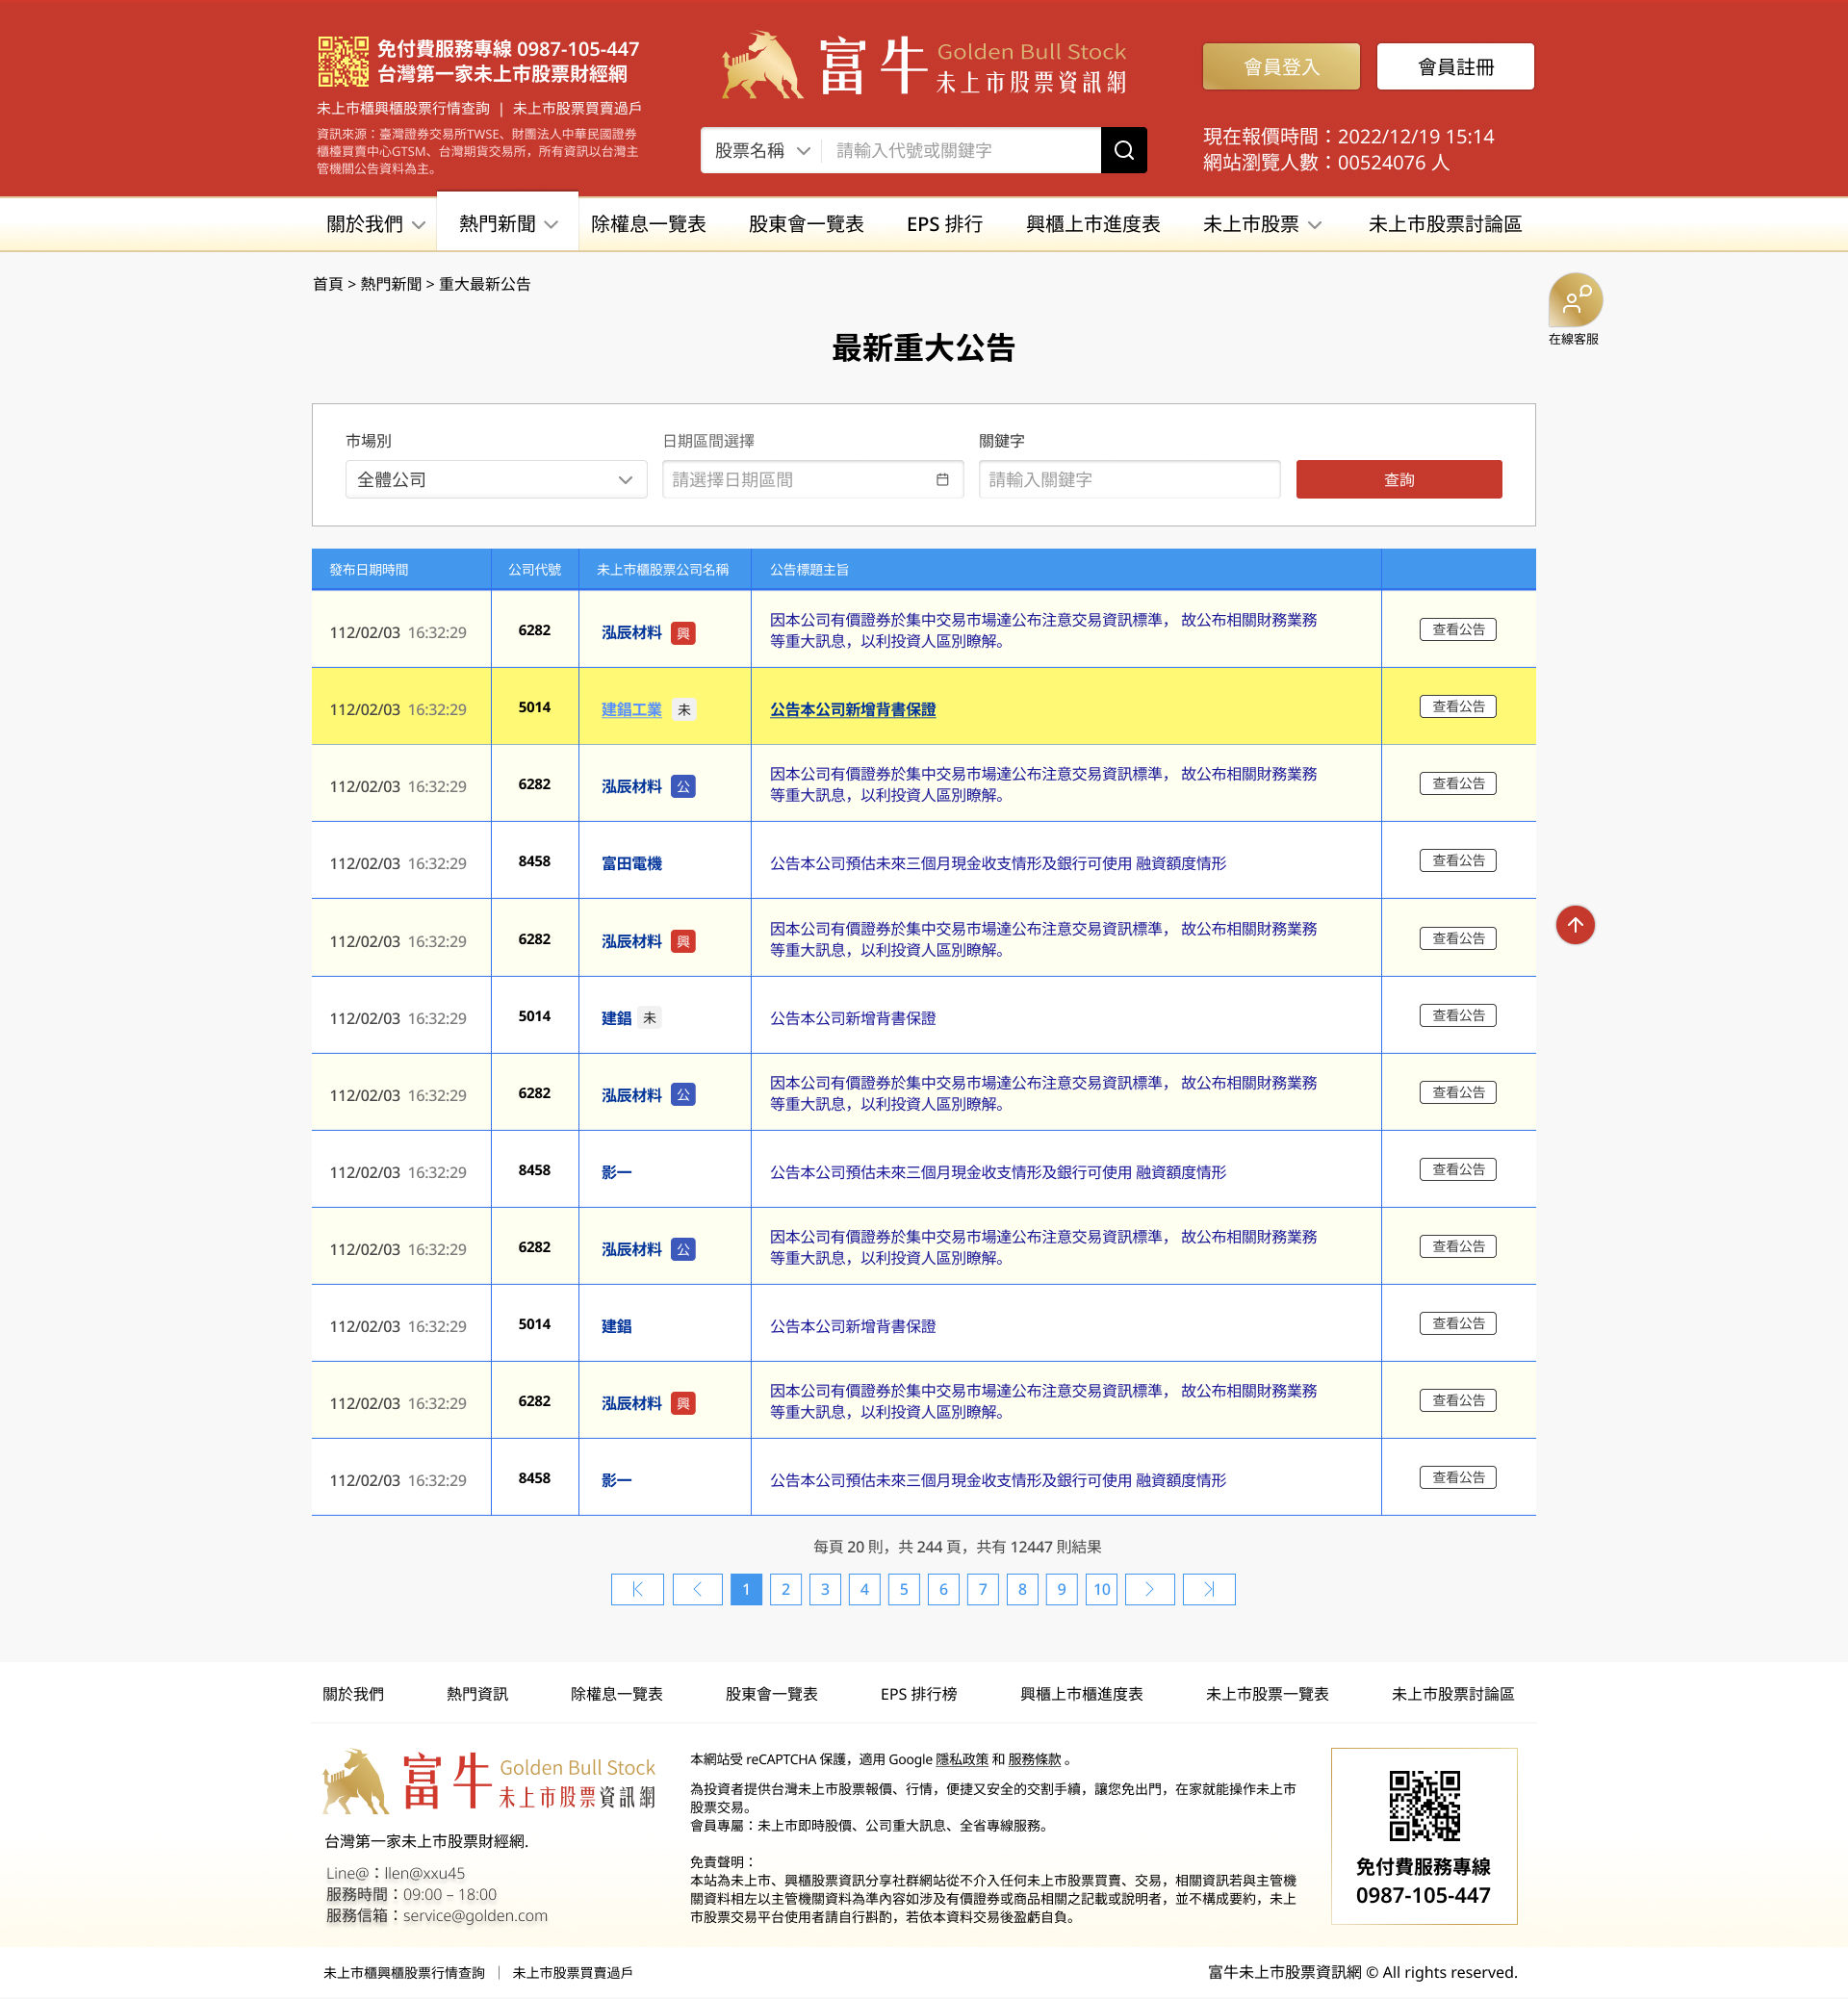 免付費服務專線 0987-105-447
台灣第一家未上市股票財經網
未上市櫃興櫃股票行情查詢 | 未上市股票買賣過戶
資訊來源：臺灣證券交易所TWSE、財團法人中華民國證券
櫃檯買賣中心GTSM、台灣期貨交易所，所有資訊以台灣主
管機關公告資料為主。
富牛 Golden Bull Stock
未上市股票資訊網
股票名稱 請輸入代號或關鍵字
會員登入 會員註冊
現在報價時間：2022/12/19 15:14
網站瀏覽人數：00524076 人
關於我們 熱門新聞 除權息一覽表 股東會一覽表 EPS 排行 興櫃上市進度表 未上市股票 未上市股票討論區
首頁 > 熱門新聞 > 重大最新公告
在線客服
最新重大公告
市場別 日期區間選擇 關鍵字
全體公司 請選擇日期區間 請輸入關鍵字 查詢
發布日期時間 公司代號 未上市櫃股票公司名稱 公告標題主旨
112/02/03 16:32:29 6282 泓辰材料 興 因本公司有價證券於集中交易市場達公布注意交易資訊標準， 故公布相關財務業務
等重大訊息，以利投資人區別瞭解。 查看公告
112/02/03 16:32:29 5014 建錩工業 未 公告本公司新增背書保證 查看公告
112/02/03 16:32:29 6282 泓辰材料 公 因本公司有價證券於集中交易市場達公布注意交易資訊標準， 故公布相關財務業務
等重大訊息，以利投資人區別瞭解。 查看公告
112/02/03 16:32:29 8458 富田電機 公告本公司預估未來三個月現金收支情形及銀行可使用 融資額度情形 查看公告
112/02/03 16:32:29 6282 泓辰材料 興 因本公司有價證券於集中交易市場達公布注意交易資訊標準， 故公布相關財務業務
等重大訊息，以利投資人區別瞭解。 查看公告
112/02/03 16:32:29 5014 建錩 未 公告本公司新增背書保證 查看公告
112/02/03 16:32:29 6282 泓辰材料 公 因本公司有價證券於集中交易市場達公布注意交易資訊標準， 故公布相關財務業務
等重大訊息，以利投資人區別瞭解。 查看公告
112/02/03 16:32:29 8458 影一 公告本公司預估未來三個月現金收支情形及銀行可使用 融資額度情形 查看公告
112/02/03 16:32:29 6282 泓辰材料 公 因本公司有價證券於集中交易市場達公布注意交易資訊標準， 故公布相關財務業務
等重大訊息，以利投資人區別瞭解。 查看公告
112/02/03 16:32:29 5014 建錩 公告本公司新增背書保證 查看公告
112/02/03 16:32:29 6282 泓辰材料 興 因本公司有價證券於集中交易市場達公布注意交易資訊標準， 故公布相關財務業務
等重大訊息，以利投資人區別瞭解。 查看公告
112/02/03 16:32:29 8458 影一 公告本公司預估未來三個月現金收支情形及銀行可使用 融資額度情形 查看公告
每頁 20 則，共 244 頁，共有 12447 則結果
1 2 3 4 5 6 7 8 9 10
關於我們 熱門資訊 除權息一覽表 股東會一覽表 EPS 排行榜 興櫃上市櫃進度表 未上市股票一覽表 未上市股票討論區
富牛 Golden Bull Stock
未上市股票資訊網
台灣第一家未上市股票財經網.
Line@：llen@xxu45
服務時間：09:00 – 18:00
服務信箱：service@golden.com
本網站受 reCAPTCHA 保護，適用 Google 隱私政策 和 服務條款 。
為投資者提供台灣未上市股票報價、行情，便捷又安全的交割手續，讓您免出門，在家就能操作未上市
股票交易。
會員專屬：未上市即時股價、公司重大訊息、全省專線服務。
免責聲明：
本站為未上市、興櫃股票資訊分享社群網站從不介入任何未上市股票買賣、交易，相關資訊若與主管機
關資料相左以主管機關資料為準內容如涉及有價證券或商品相關之記載或說明者，並不構成要約，未上
市股票交易平台使用者請自行斟酌，若依本資料交易後盈虧自負。
免付費服務專線
0987-105-447
未上市櫃興櫃股票行情查詢 | 未上市股票買賣過戶
富牛未上市股票資訊網 © All rights reserved.